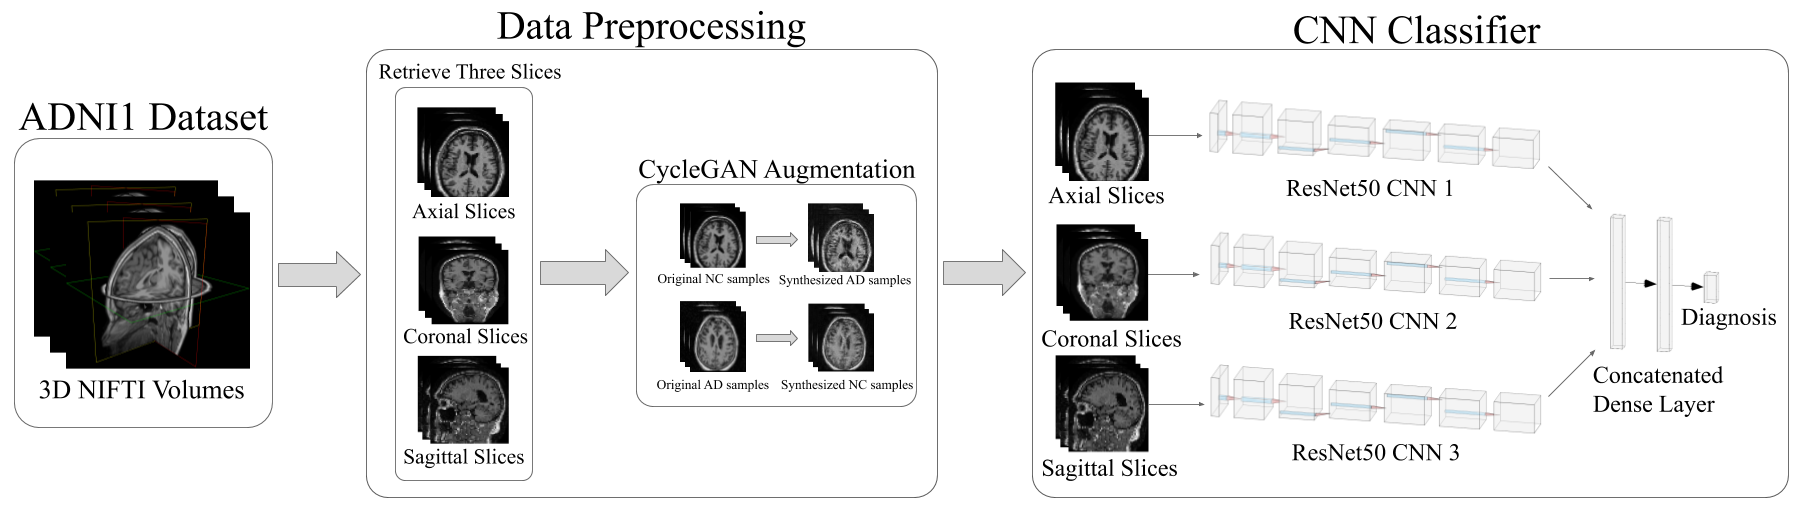 ADNI1 Dataset
3D NIFTI Volumes
Data Preprocessing
Retrieve Three Slices
Axial Slices
Coronal Slices
Sagittal Slices
CycleGAN Augmentation
Original NC samples
Synthesized AD samples
Original AD samples
Synthesized NC samples
CNN Classifier
Axial Slices
ResNet50 CNN 1
Coronal Slices
ResNet50 CNN 2
Sagittal Slices
ResNet50 CNN 3
Concatenated
Dense Layer
Diagnosis